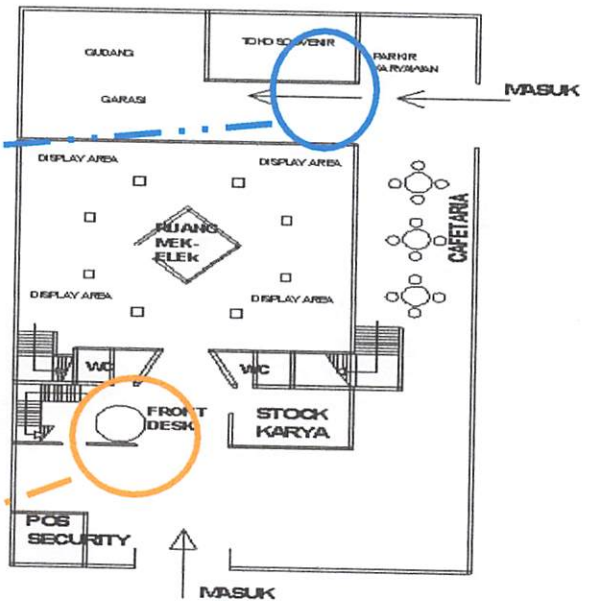 GUDANG
TOKO SOUVENIR
PARKIR
KARYAWAN
MASUK
GARASI
DISPLAY AREA
DISPLAY AREA
CAFETARIA
RUANG
MEK-
ELEK
DISPLAY AREA
DISPLAY AREA
WC
WC
FRONT
DESK
STOCK
KARYA
POS
SECURITY
MASUK